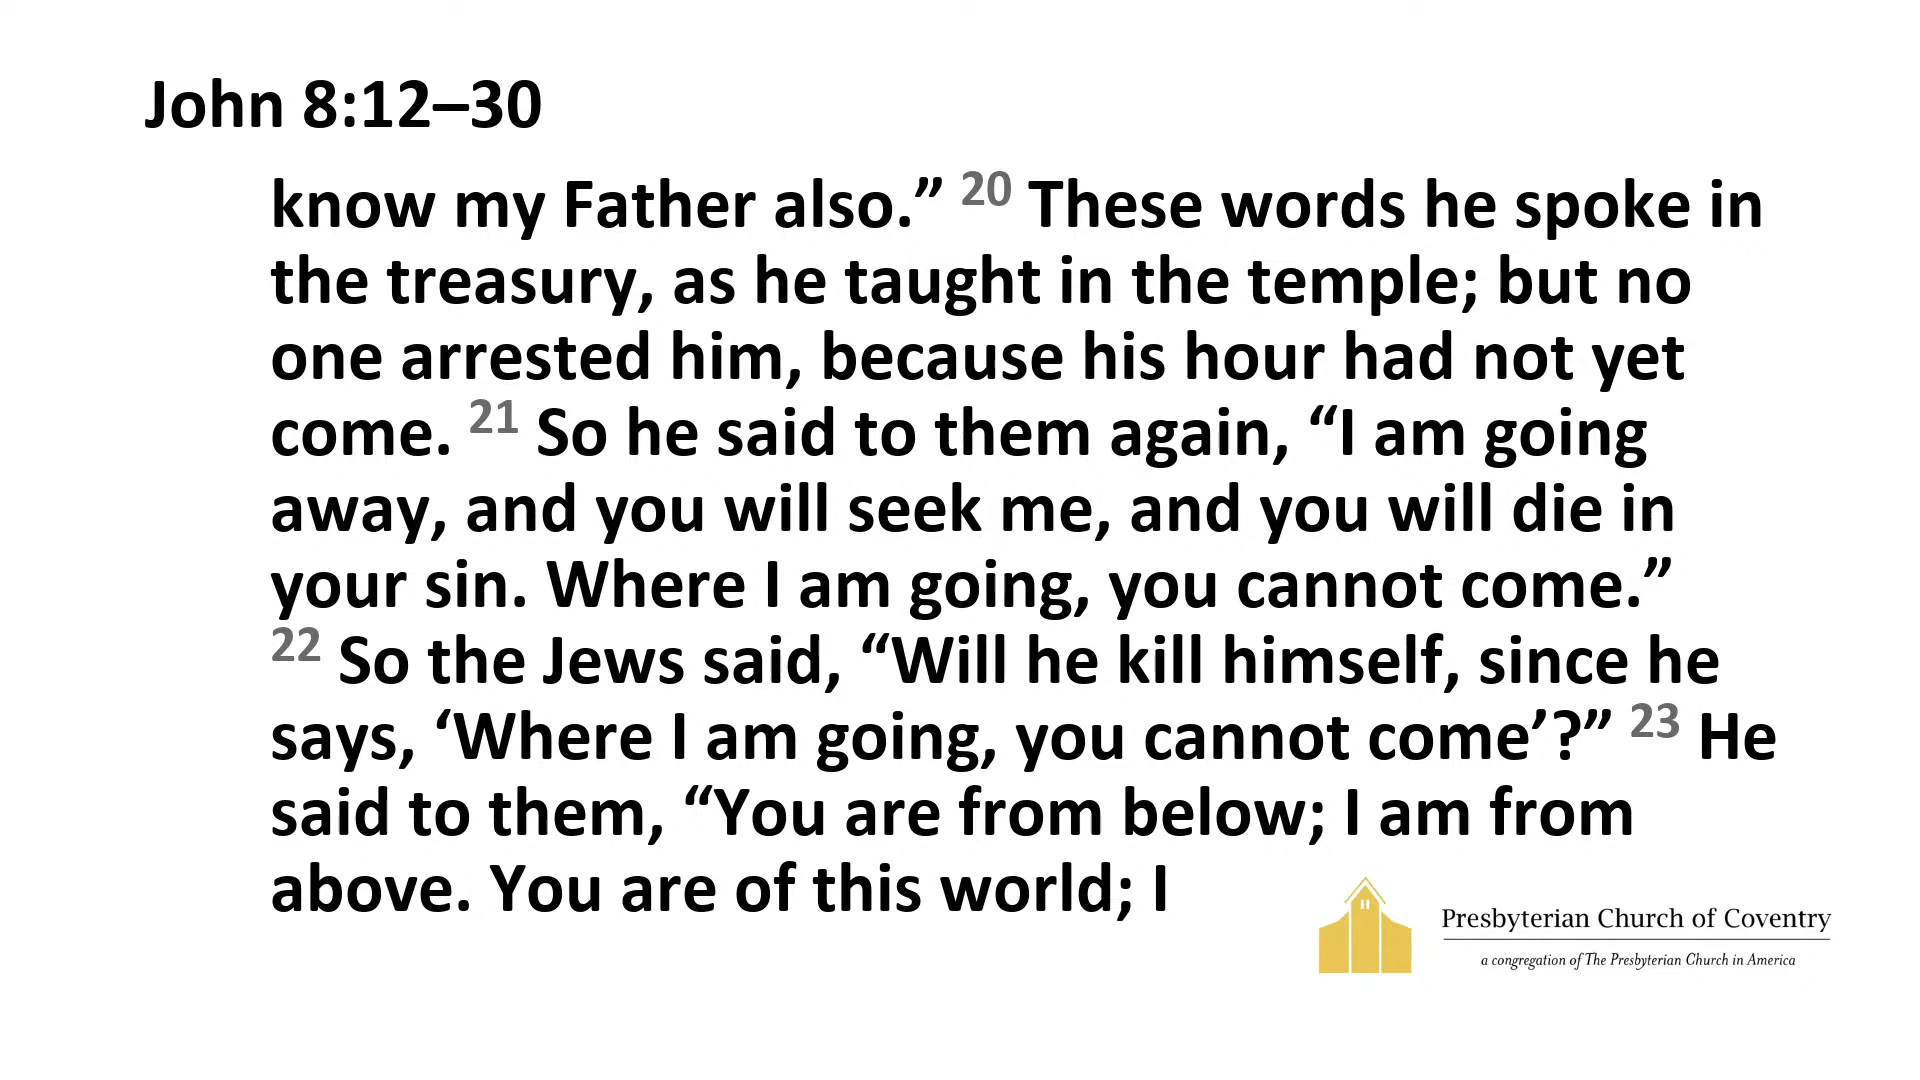 John 8:12–30
know my Father also.” 20 These words he spoke in
the treasury, as he taught in the temple; but no
one arrested him, because his hour had not yet
come. 21 So he said to them again, “I am going
away, and you will seek me, and you will die in
your sin. Where I am going, you cannot come.”
22 So the Jews said, “Will he kill himself, since he
says, ‘Where I am going, you cannot come’?” 23 He
said to them, “You are from below; I am from
above. You are of this world; I
Presbyterian Church of Coventry
a congregation of The Presbyterian Church in America